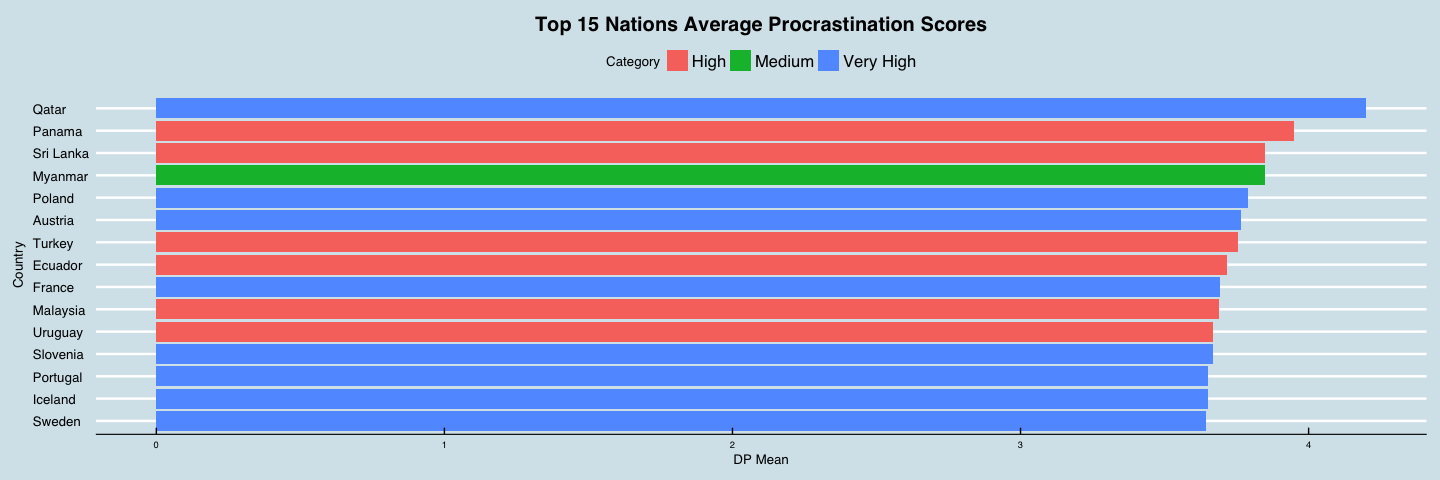 Top 15 Nations Average Procrastination Scores
Category High Medium Very High
Qatar
Panama
Sri Lanka
Myanmar
Poland
Austria
Turkey
Ecuador
France
Malaysia
Uruguay
Slovenia
Portugal
Iceland
Sweden
Country
0 1 2 3 4
DP Mean